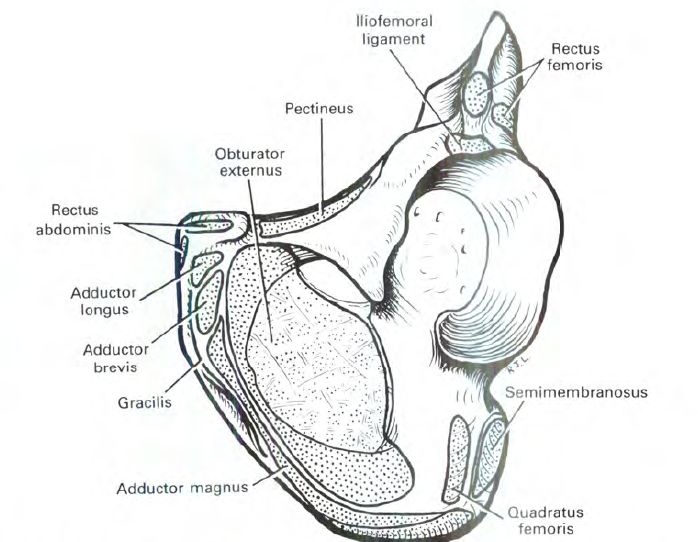 Iliofemoral
ligament
Rectus
femoris
Pectineus
Obturator
externus
Rectus
abdominis
Adductor
longus
Adductor
brevis
Gracilis
R.T.L
Semimembranosus
Adductor magnus
Quadratus
femoris